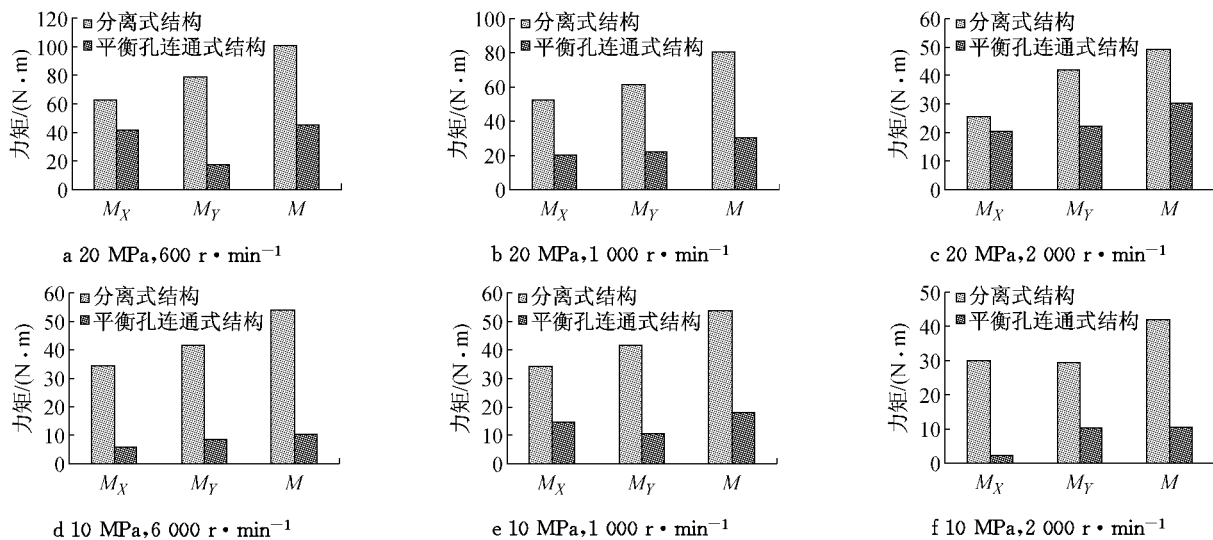 120
100
80
60
40
20
0
力矩/(N·m)
分离式结构
平衡孔连通式结构
M_X
M_Y
M
a 20 MPa,600 r·min⁻¹
100
80
60
40
20
0
力矩/(N·m)
分离式结构
平衡孔连通式结构
M_X
M_Y
M
b 20 MPa,1 000 r·min⁻¹
60
50
40
30
20
10
0
力矩/(N·m)
分离式结构
平衡孔连通式结构
M_X
M_Y
M
c 20 MPa,2 000 r·min⁻¹
60
50
40
30
20
10
0
力矩/(N·m)
分离式结构
平衡孔连通式结构
M_X
M_Y
M
d 10 MPa,6 000 r·min⁻¹
60
50
40
30
20
10
0
力矩/(N·m)
分离式结构
平衡孔连通式结构
M_X
M_Y
M
e 10 MPa,1 000 r·min⁻¹
50
40
30
20
10
0
力矩/(N·m)
分离式结构
平衡孔连通式结构
M_X
M_Y
M
f 10 MPa,2 000 r·min⁻¹